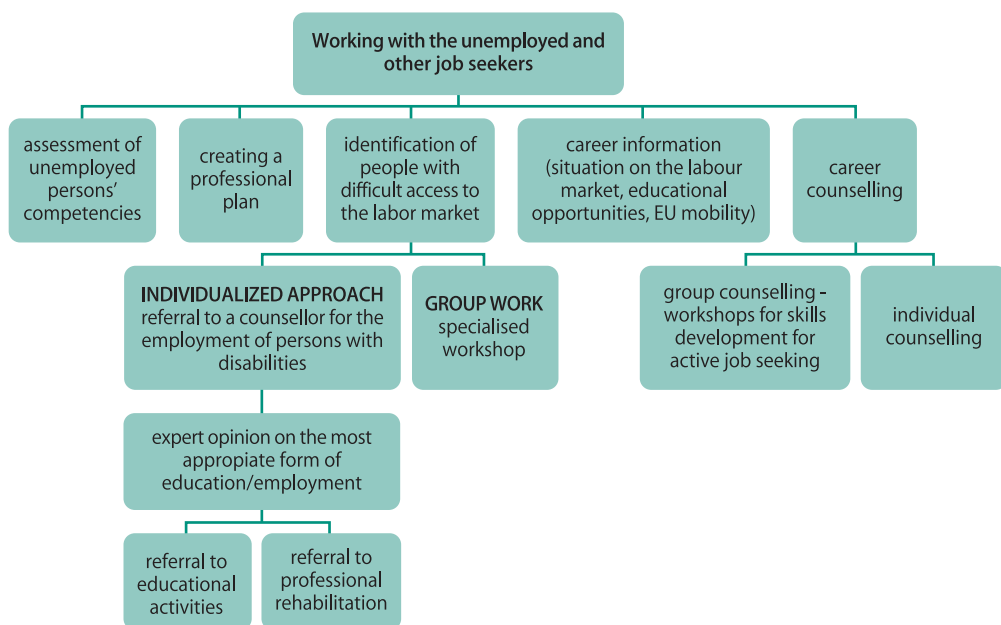 Working with the unemployed and
other job seekers
assessment of
unemployed
persons’
competencies
creating a
professional
plan
identification of
people with
difficult access to
the labor market
career information
(situation on the labour
market, educational
opportunities, EU mobility)
career
counselling
INDIVIDUALIZED APPROACH
referral to a counsellor for the
employment of persons with
disabilities
GROUP WORK
specialised
workshop
group counselling -
workshops for skills
development for
active job seeking
individual
counselling
expert opinion on the most
appropiate form of
education/employment
referral to
educational
activities
referral to
professional
rehabilitation